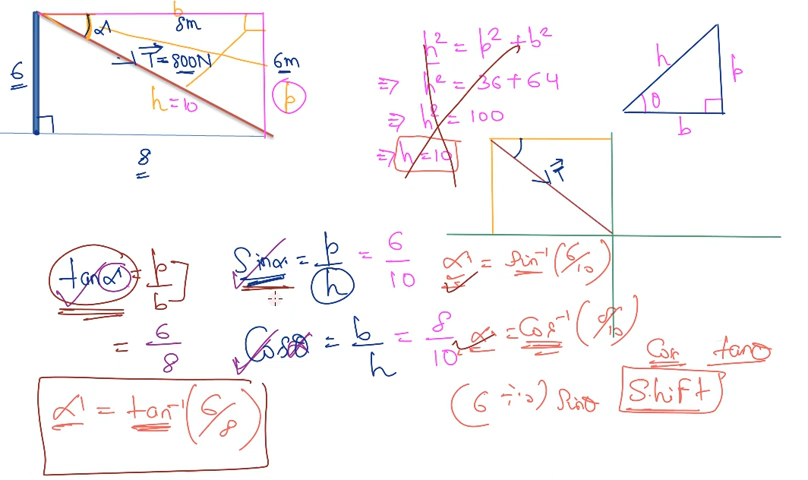 b
8m
α
T = 800N
6
6m
h = 10
p
8
h² = p² + b²
⇒ h² = 36 + 64
⇒ h² = 100
⇒ h = 10
h
p
θ
b
T
tan α = p/b
= 6/8
α = tan⁻¹(6/8)
Sin α = p/h = 6/10
α = sin⁻¹(6/10)
Cos = b/h = 8/10
α = Cos⁻¹(8/10)
Cos tanθ
(6 ÷ 10) Sinθ Shift